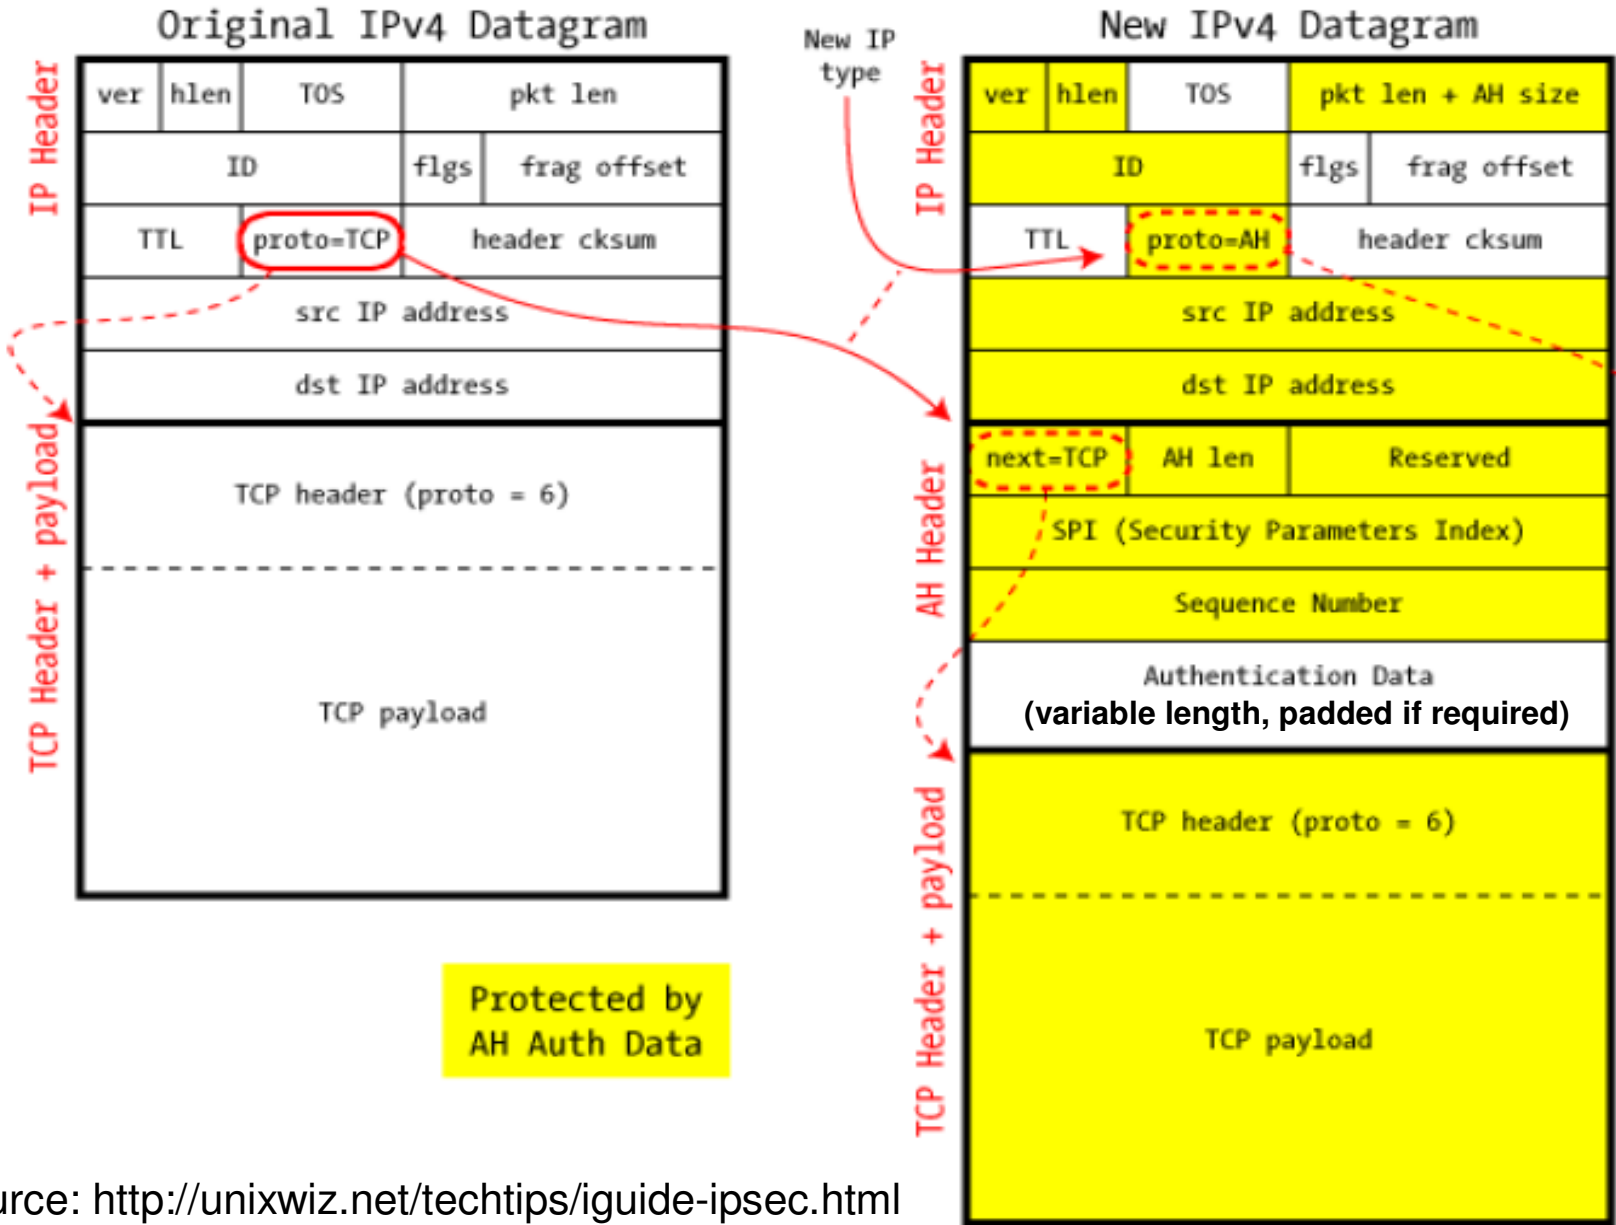 Original IPv4 Datagram
IP Header
ver hlen TOS pkt len
ID flgs frag offset
TTL proto=TCP header cksum
src IP address
dst IP address
TCP Header + payload
TCP header (proto = 6)
TCP payload
Protected by
AH Auth Data
New IP
type
New IPv4 Datagram
IP Header
ver hlen TOS pkt len + AH size
ID flgs frag offset
TTL proto=AH header cksum
src IP address
dst IP address
AH Header
next=TCP AH len Reserved
SPI (Security Parameters Index)
Sequence Number
Authentication Data
(variable length, padded if required)
TCP Header + payload
TCP header (proto = 6)
TCP payload
urce: http://unixwiz.net/techtips/iguide-ipsec.html